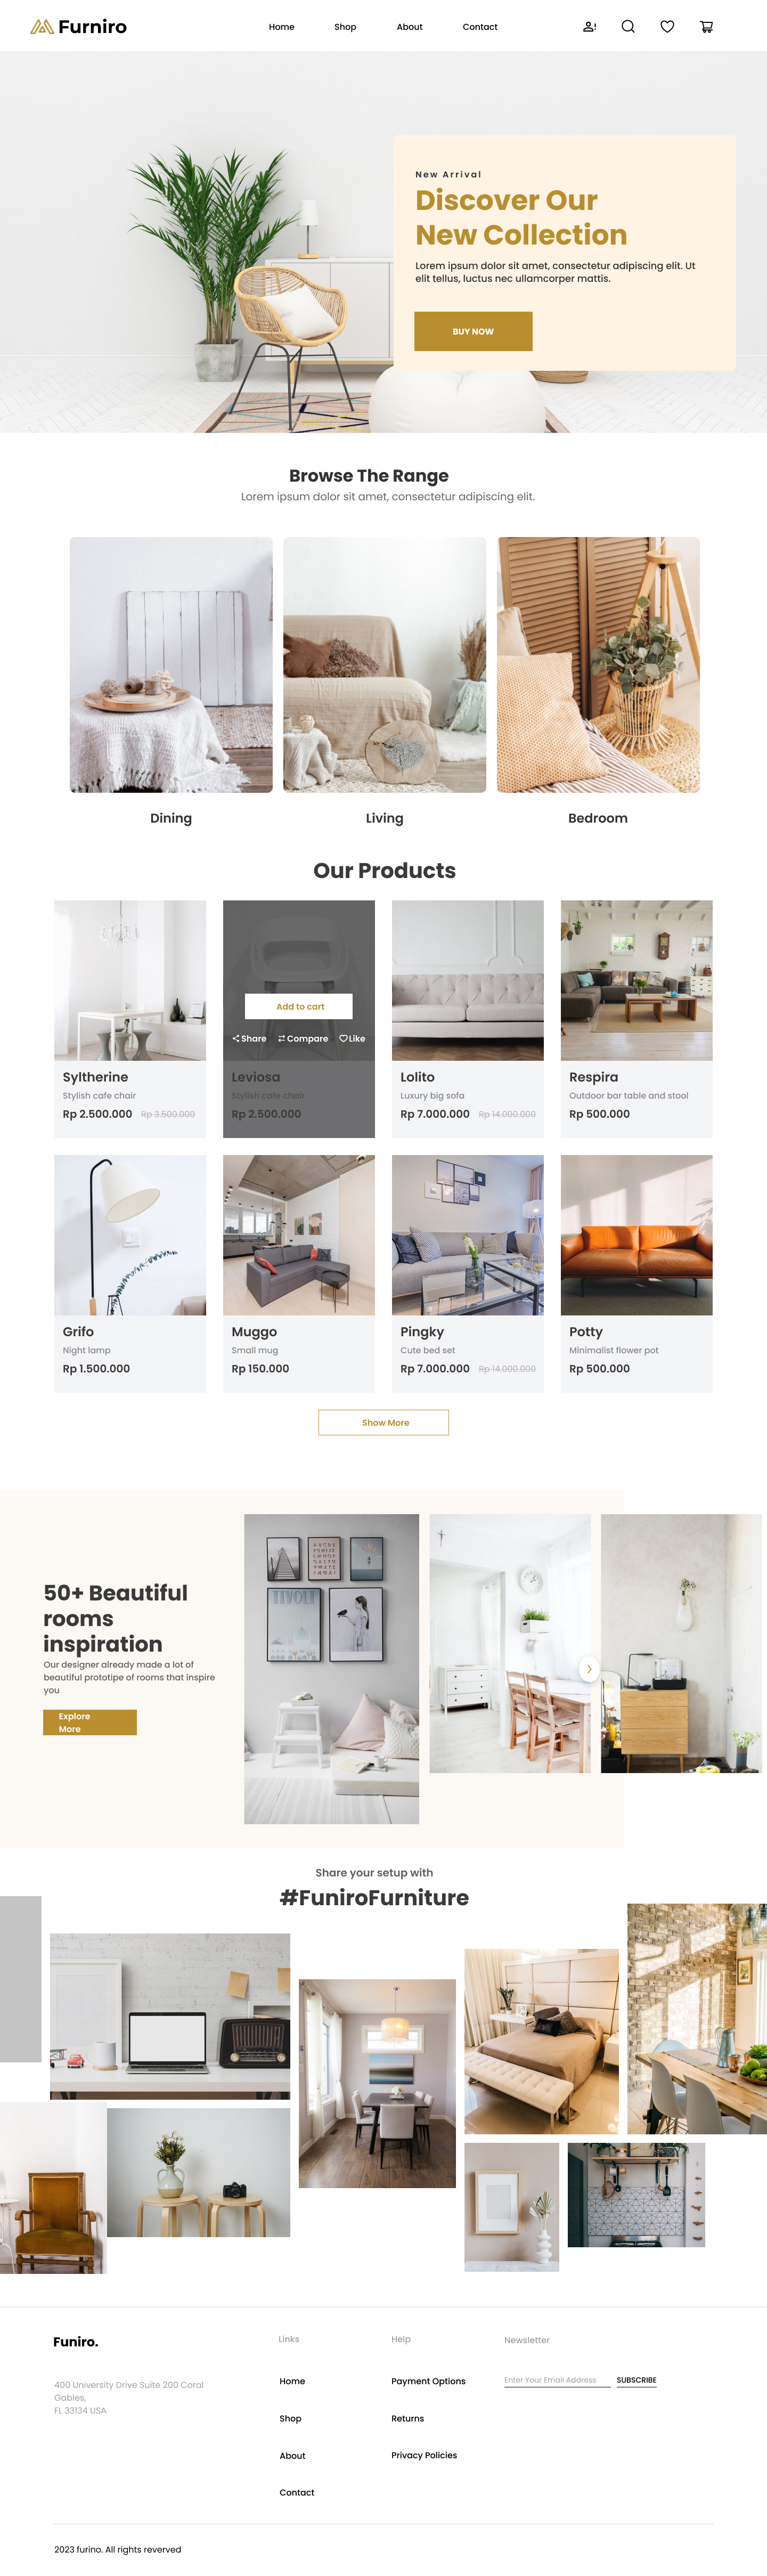 Furniro
Home
Shop
About
Contact
New Arrival
Discover Our
New Collection
Lorem ipsum dolor sit amet, consectetur adipiscing elit. Ut
elit tellus, luctus nec ullamcorper mattis.
BUY NOW
Browse The Range
Lorem ipsum dolor sit amet, consectetur adipiscing elit.
Dining
Living
Bedroom
Our Products
Add to cart
Share
Compare
Like
Syltherine
Stylish cafe chair
Rp 2.500.000 Rp 3.500.000
Leviosa
Stylish cafe chair
Rp 2.500.000
Lolito
Luxury big sofa
Rp 7.000.000 Rp 14.000.000
Respira
Outdoor bar table and stool
Rp 500.000
Grifo
Night lamp
Rp 1.500.000
Muggo
Small mug
Rp 150.000
Pingky
Cute bed set
Rp 7.000.000 Rp 14.000.000
Potty
Minimalist flower pot
Rp 500.000
Show More
50+ Beautiful
rooms
inspiration
Our designer already made a lot of
beautiful prototipe of rooms that inspire
you
Explore
More
TIVOLI
Share your setup with
#FuniroFurniture
Funiro.
400 University Drive Suite 200 Coral
Gables,
FL 33134 USA
Links
Home
Shop
About
Contact
Help
Payment Options
Returns
Privacy Policies
Newsletter
Enter Your Email Address
SUBSCRIBE
2023 furino. All rights reverved